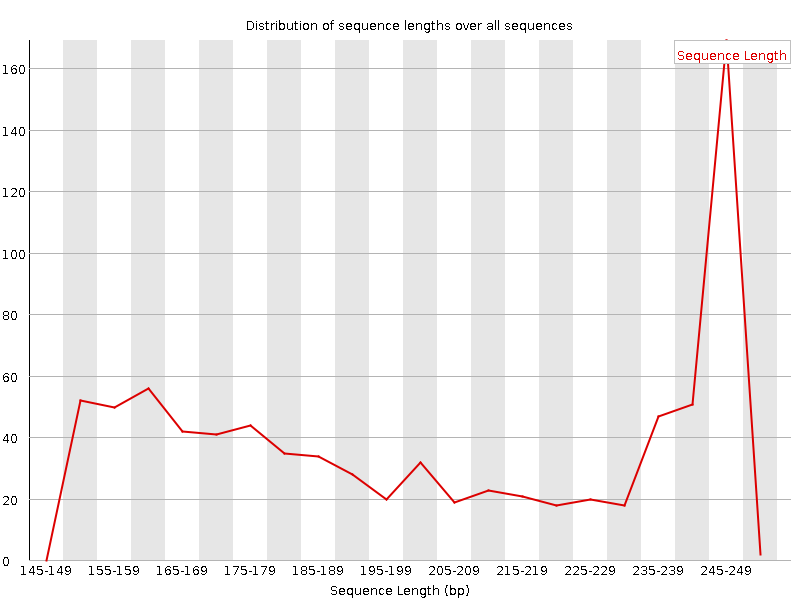 Distribution of sequence lengths over all sequences
Sequence Length
160
140
120
100
80
60
40
20
0
145-149 155-159 165-169 175-179 185-189 195-199 205-209 215-219 225-229 235-239 245-249
Sequence Length (bp)